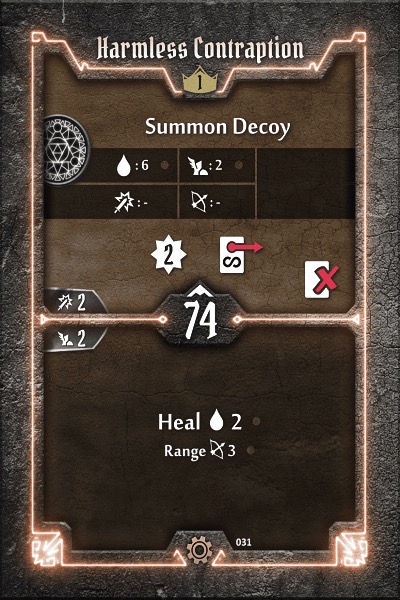 Harmless Contraption
1
Summon Decoy
: 6 : 2
: - : -
2
2
74
2
Heal 2
Range 3
031